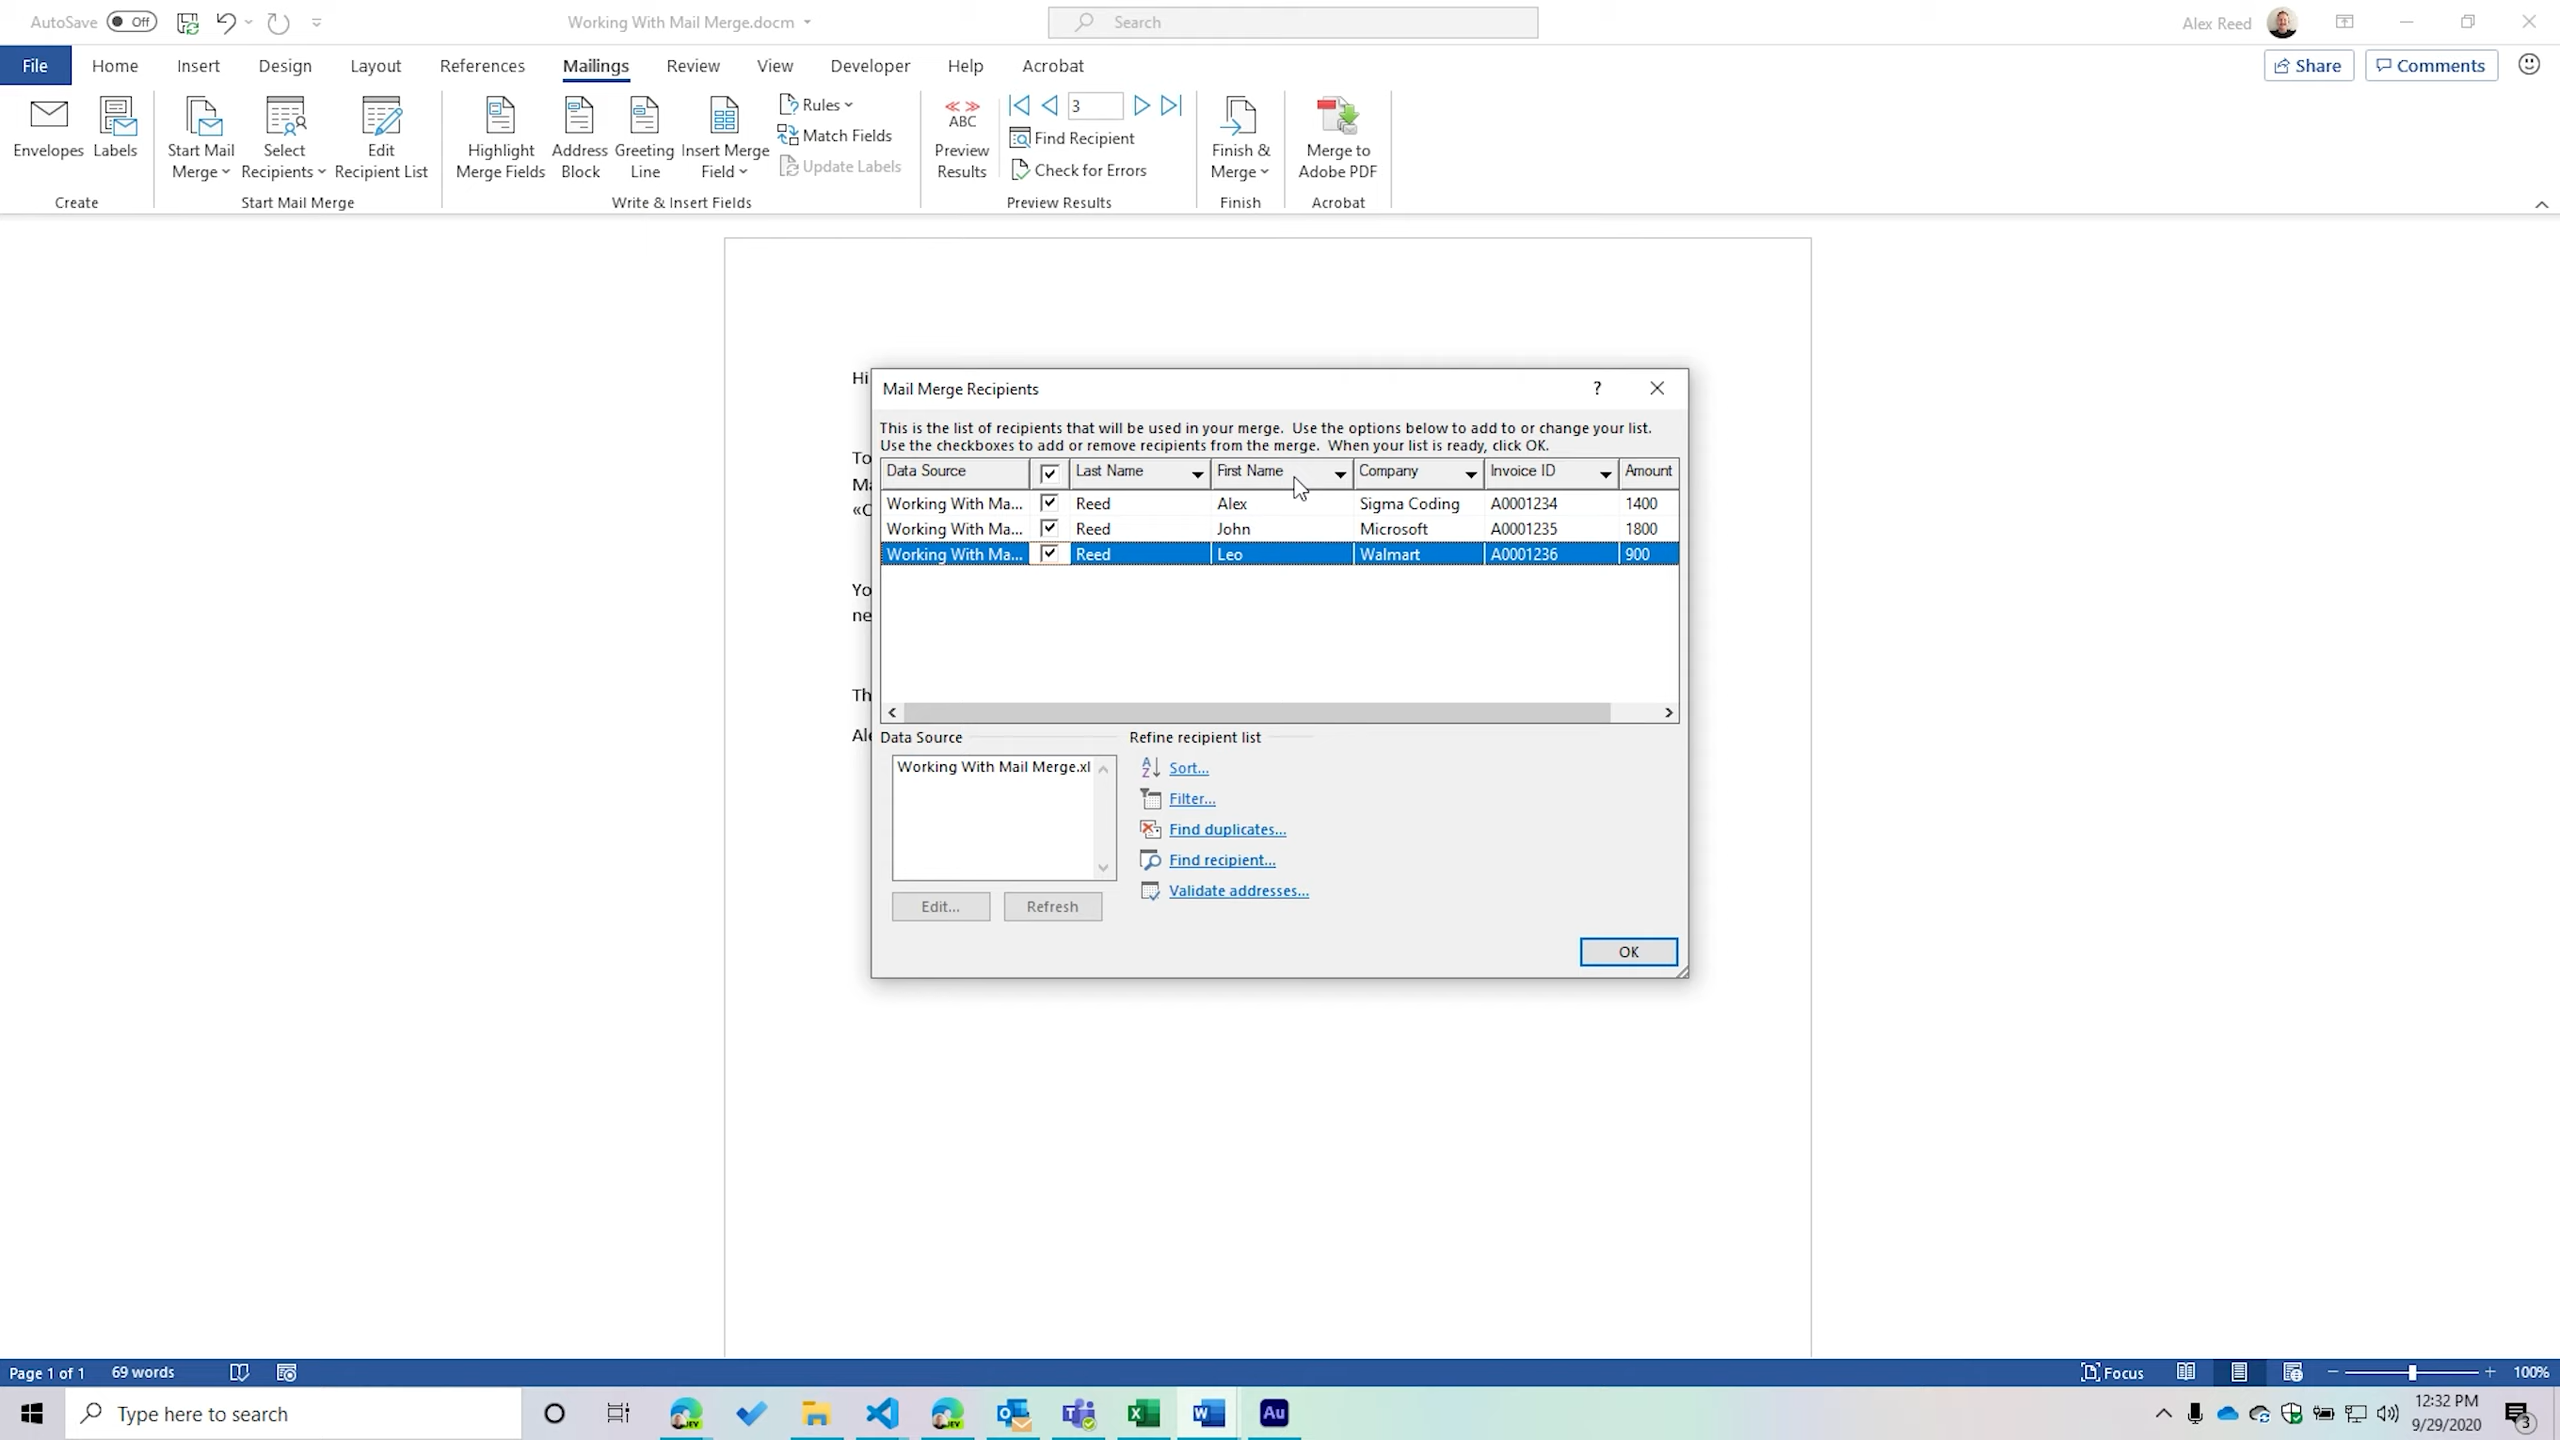 AutoSave Off
Working With Mail Merge.docm
Search
Alex Reed
File Home Insert Design Layout References Mailings Review View Developer Help Acrobat
Share Comments
Envelopes
Labels
Create
Start Mail
Merge
Select
Recipients
Edit
Recipient List
Start Mail Merge
Highlight
Merge Fields
Address
Block
Greeting
Line
Insert Merge
Field
Rules
Match Fields
Update Labels
Write & Insert Fields
ABC
Preview
Results
3
Find Recipient
Check for Errors
Preview Results
Finish &
Merge
Finish
Merge to
Adobe PDF
Acrobat
Hi
To
Ma
«C
Yo
ne
Th
Ale
Mail Merge Recipients
?
This is the list of recipients that will be used in your merge. Use the options below to add to or change your list.
Use the checkboxes to add or remove recipients from the merge. When your list is ready, click OK.
Data Source Last Name First Name Company Invoice ID Amount
Working With Ma... Reed Alex Sigma Coding A0001234 1400
Working With Ma... Reed John Microsoft A0001235 1800
Working With Ma... Reed Leo Walmart A0001236 900
Data Source
Working With Mail Merge.xl
Edit... Refresh
Refine recipient list
Sort...
Filter...
Find duplicates...
Find recipient...
Validate addresses...
OK
Page 1 of 1 69 words
Focus
100%
Type here to search
Au
12:32 PM
9/29/2020
3